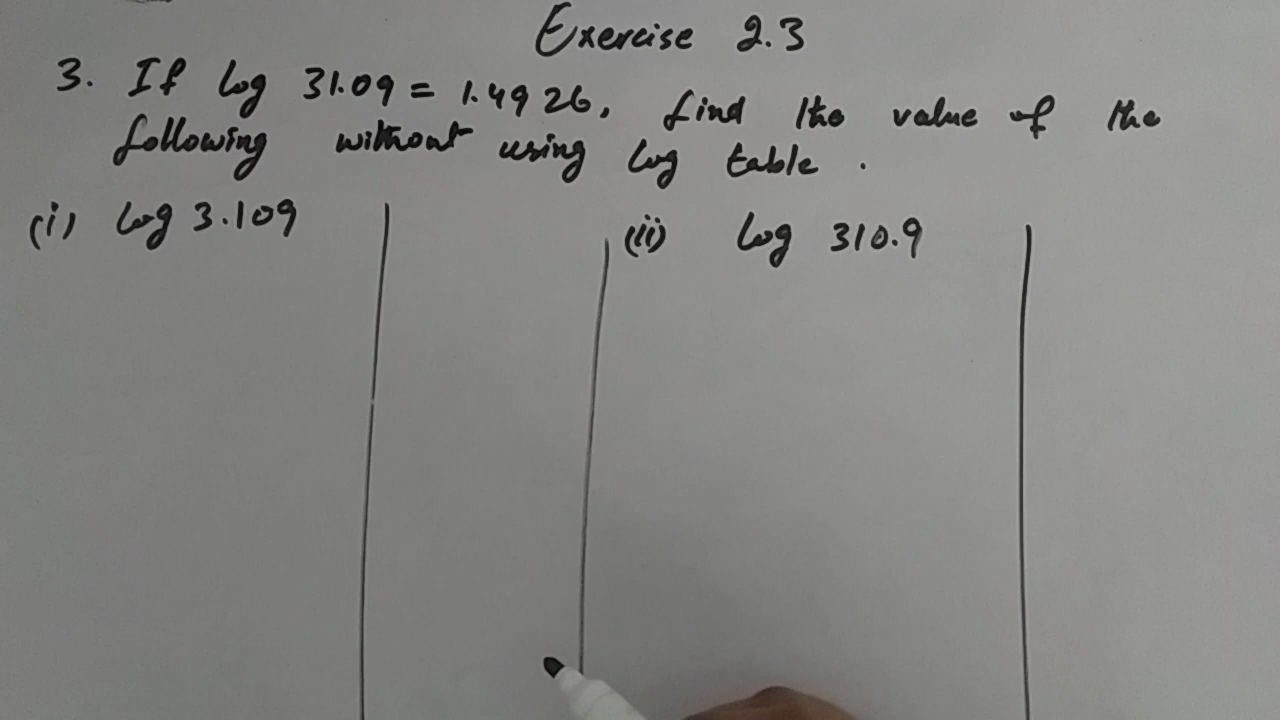 Exercise 2.3
3. If log 31.09 = 1.4926, find the value of the
following without using log table.
(i) log 3.109
(ii) log 310.9